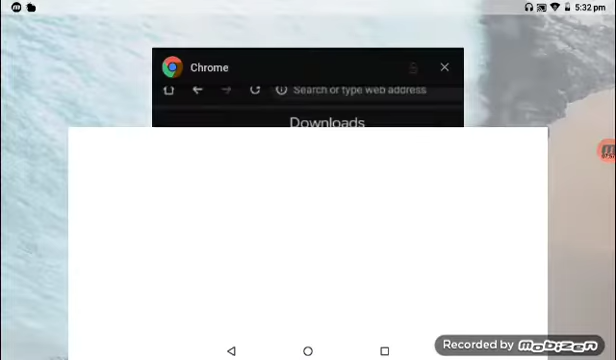 5:32 pm
Chrome
Search or type web address
Downloads
Recorded by mobizen